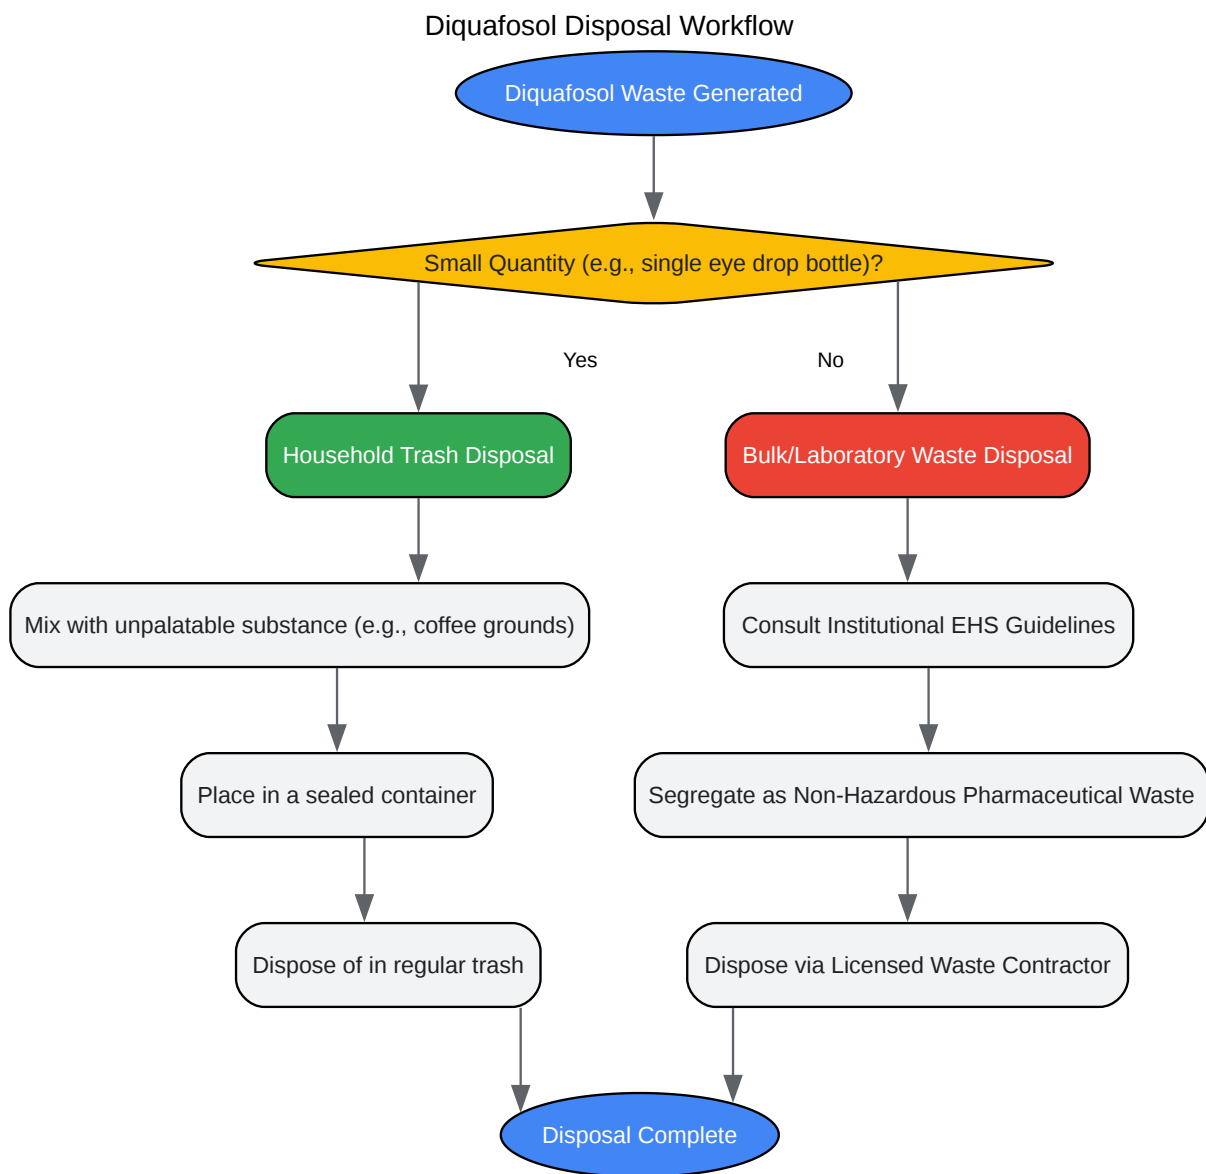 Diquafosol Disposal Workflow
Diquafosol Waste Generated
Small Quantity (e.g., single eye drop bottle)?
Yes
No
Household Trash Disposal
Bulk/Laboratory Waste Disposal
Mix with unpalatable substance (e.g., coffee grounds)
Consult Institutional EHS Guidelines
Place in a sealed container
Segregate as Non-Hazardous Pharmaceutical Waste
Dispose of in regular trash
Dispose via Licensed Waste Contractor
Disposal Complete